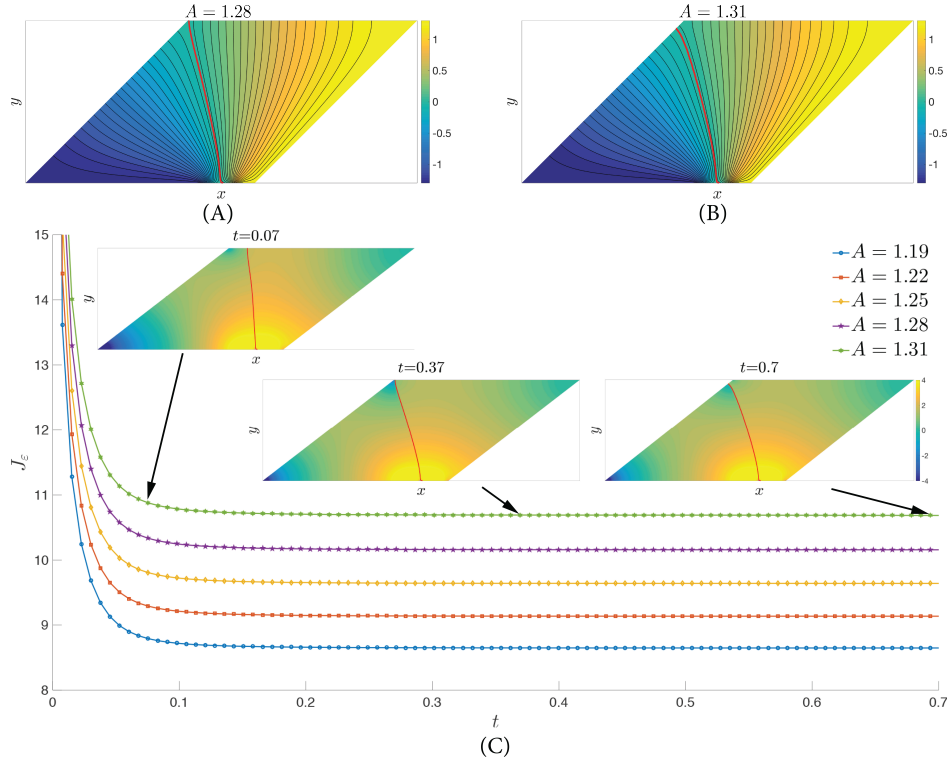 A = 1.28
A = 1.31
y
1
0.5
0
-0.5
-1
x
(A)
y
1
0.5
0
-0.5
-1
x
(B)
15
14
13
12
11
10
9
8
Jε
t=0.07
y
x
A = 1.19
A = 1.22
A = 1.25
A = 1.28
A = 1.31
t=0.37
y
x
t=0.7
y
x
4
2
0
-2
-4
0
0.1
0.2
0.3
0.4
0.5
0.6
0.7
t
(C)